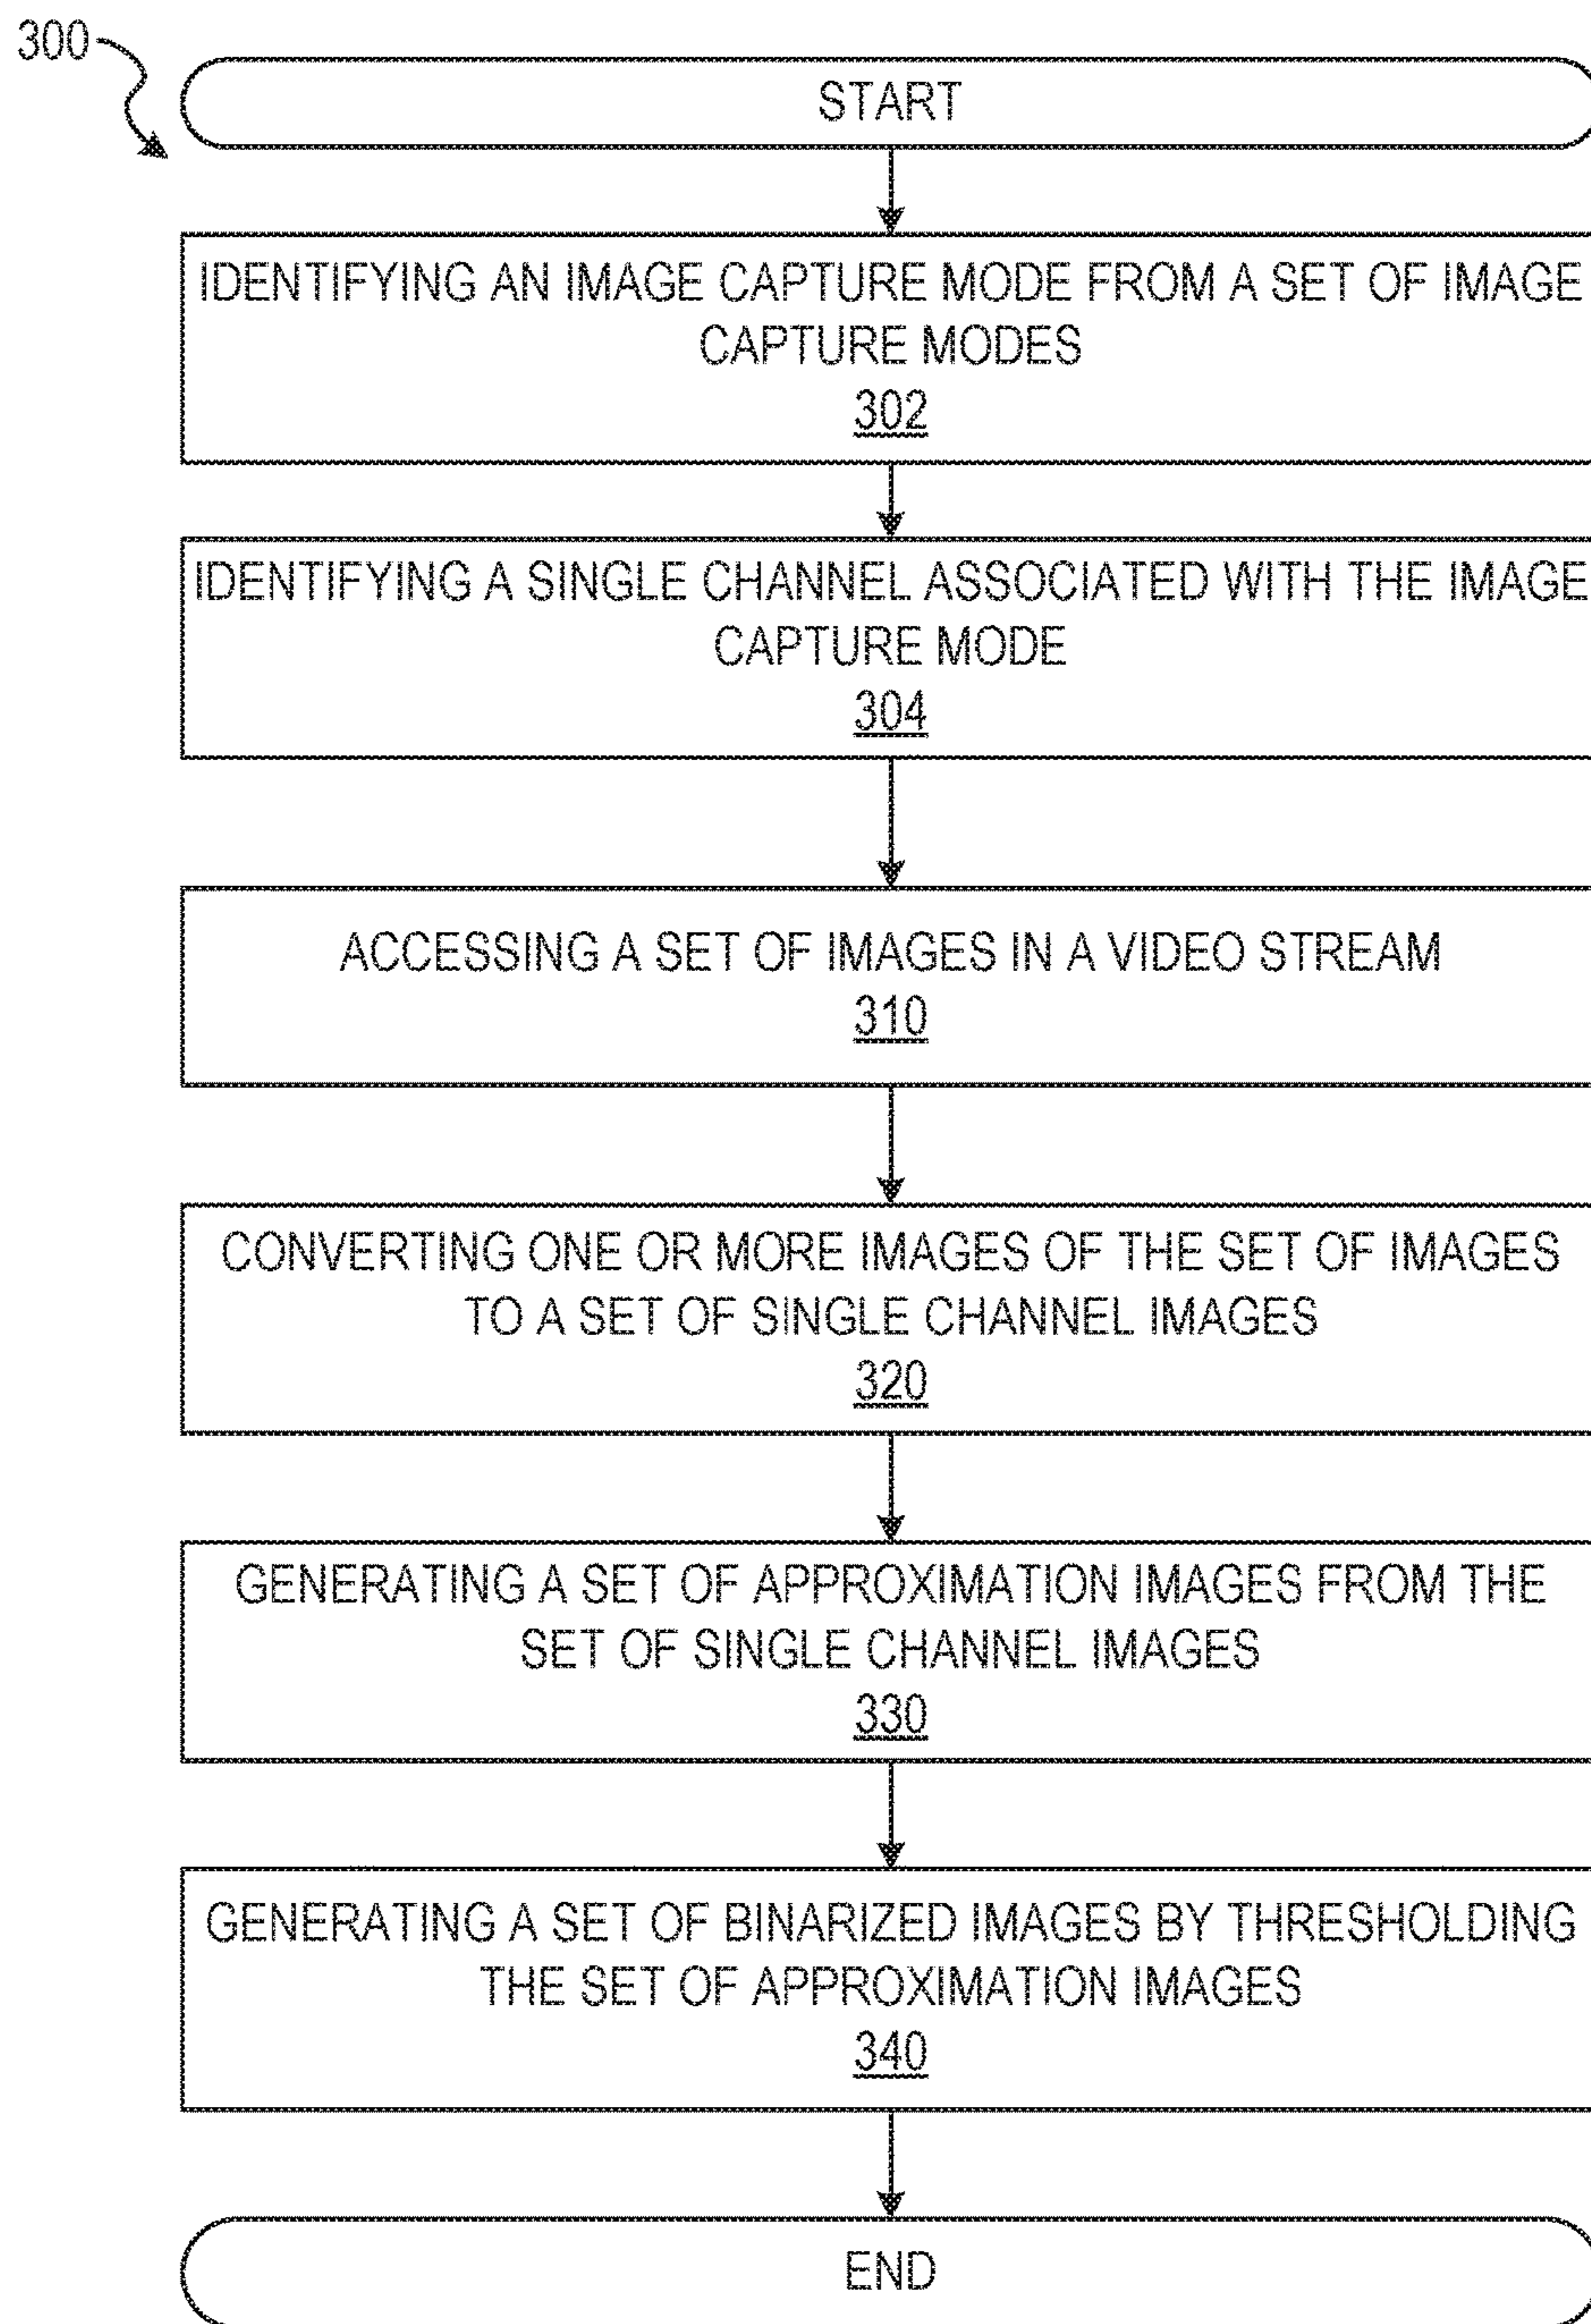 300
START
IDENTIFYING AN IMAGE CAPTURE MODE FROM A SET OF IMAGE
CAPTURE MODES
302
IDENTIFYING A SINGLE CHANNEL ASSOCIATED WITH THE IMAGE
CAPTURE MODE
304
ACCESSING A SET OF IMAGES IN A VIDEO STREAM
310
CONVERTING ONE OR MORE IMAGES OF THE SET OF IMAGES
TO A SET OF SINGLE CHANNEL IMAGES
320
GENERATING A SET OF APPROXIMATION IMAGES FROM THE
SET OF SINGLE CHANNEL IMAGES
330
GENERATING A SET OF BINARIZED IMAGES BY THRESHOLDING
THE SET OF APPROXIMATION IMAGES
340
END